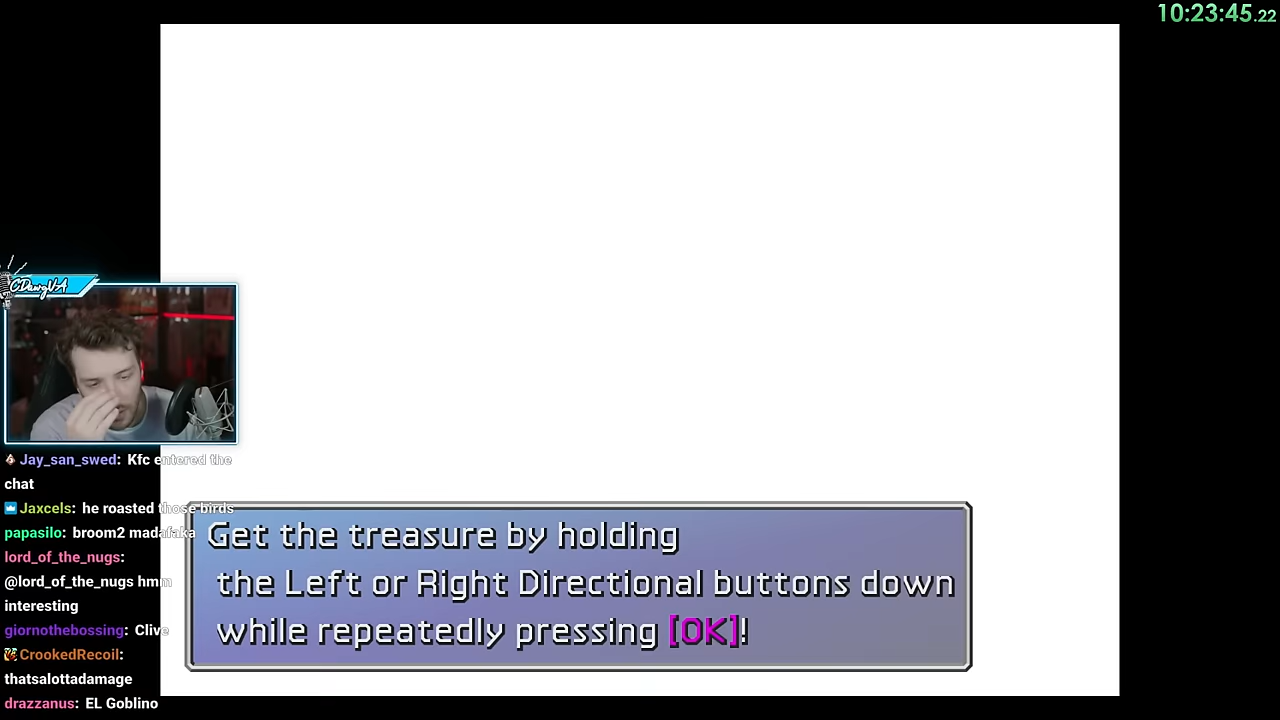 10:23:45.22
CDawgVA
Jay_san_swed: Kfc entered the
chat
Jaxcels: he roasted those birds
papasilo: broom2 madafaka
lord_of_the_nugs:
@lord_of_the_nugs hmm
interesting
giornothebossing: Clive
CrookedRecoil:
thatsalottadamage
drazzanus: EL Goblino
Get the treasure by holding
the Left or Right Directional buttons down
while repeatedly pressing [OK]!